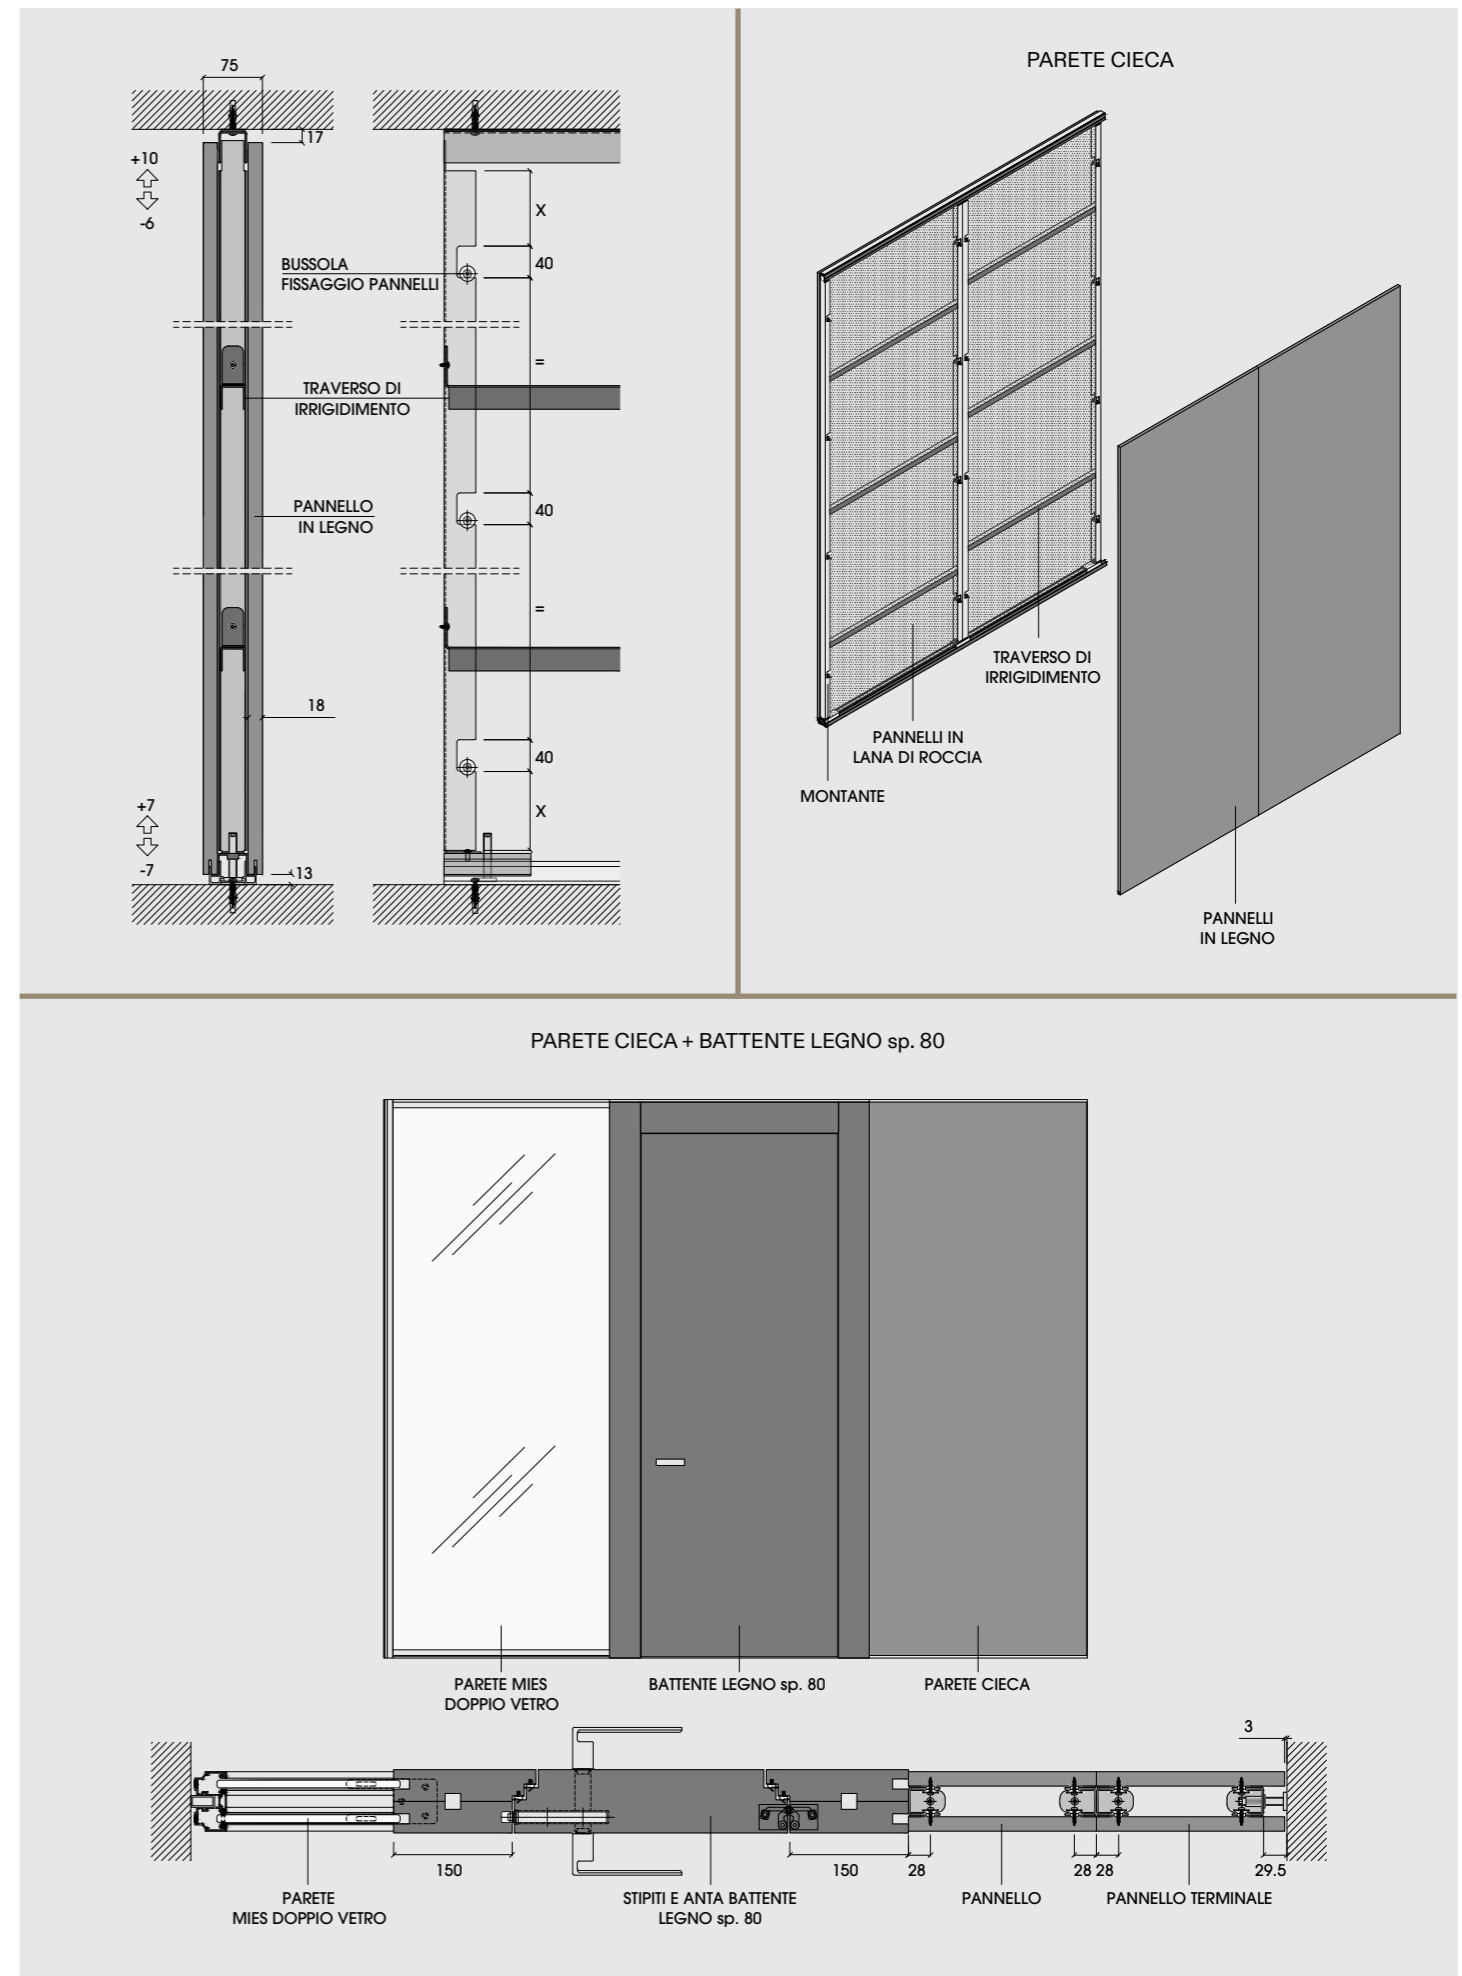 75
17
+10
-6
X
40
BUSSOLA
FISSAGGIO PANNELLI
=
TRAVERSO DI
IRRIGIDIMENTO
PANNELLO
IN LEGNO
40
=
18
40
X
+7
-7
13
PARETE CIECA
TRAVERSO DI
IRRIGIDIMENTO
PANNELLI IN
LANA DI ROCCIA
MONTANTE
PANNELLI
IN LEGNO
PARETE CIECA + BATTENTE LEGNO sp. 80
PARETE MIES
DOPPIO VETRO
BATTENTE LEGNO sp. 80
PARETE CIECA
3
150
150
28
28 28
29.5
PARETE
MIES DOPPIO VETRO
STIPITI E ANTA BATTENTE
LEGNO sp. 80
PANNELLO
PANNELLO TERMINALE